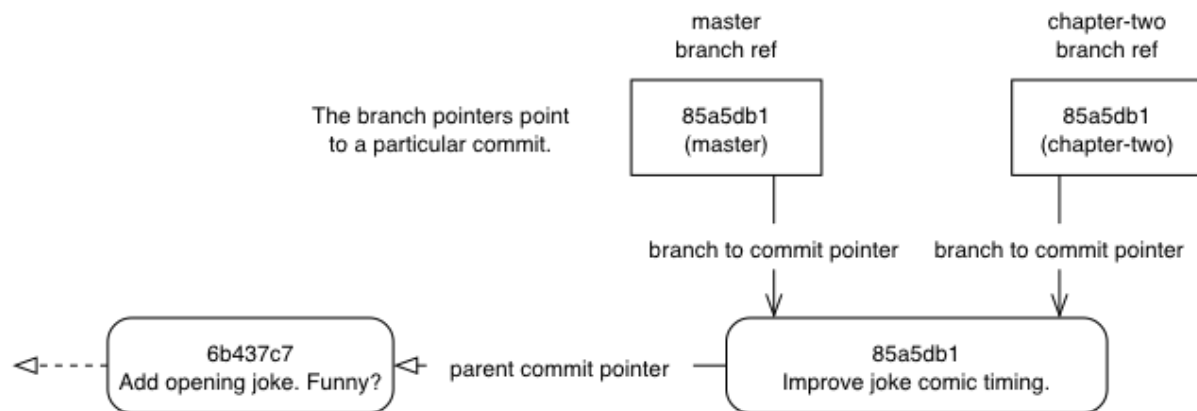 master
branch ref
chapter-two
branch ref
The branch pointers point
to a particular commit.
85a5db1
(master)
85a5db1
(chapter-two)
branch to commit pointer
branch to commit pointer
6b437c7
Add opening joke. Funny?
parent commit pointer
85a5db1
Improve joke comic timing.